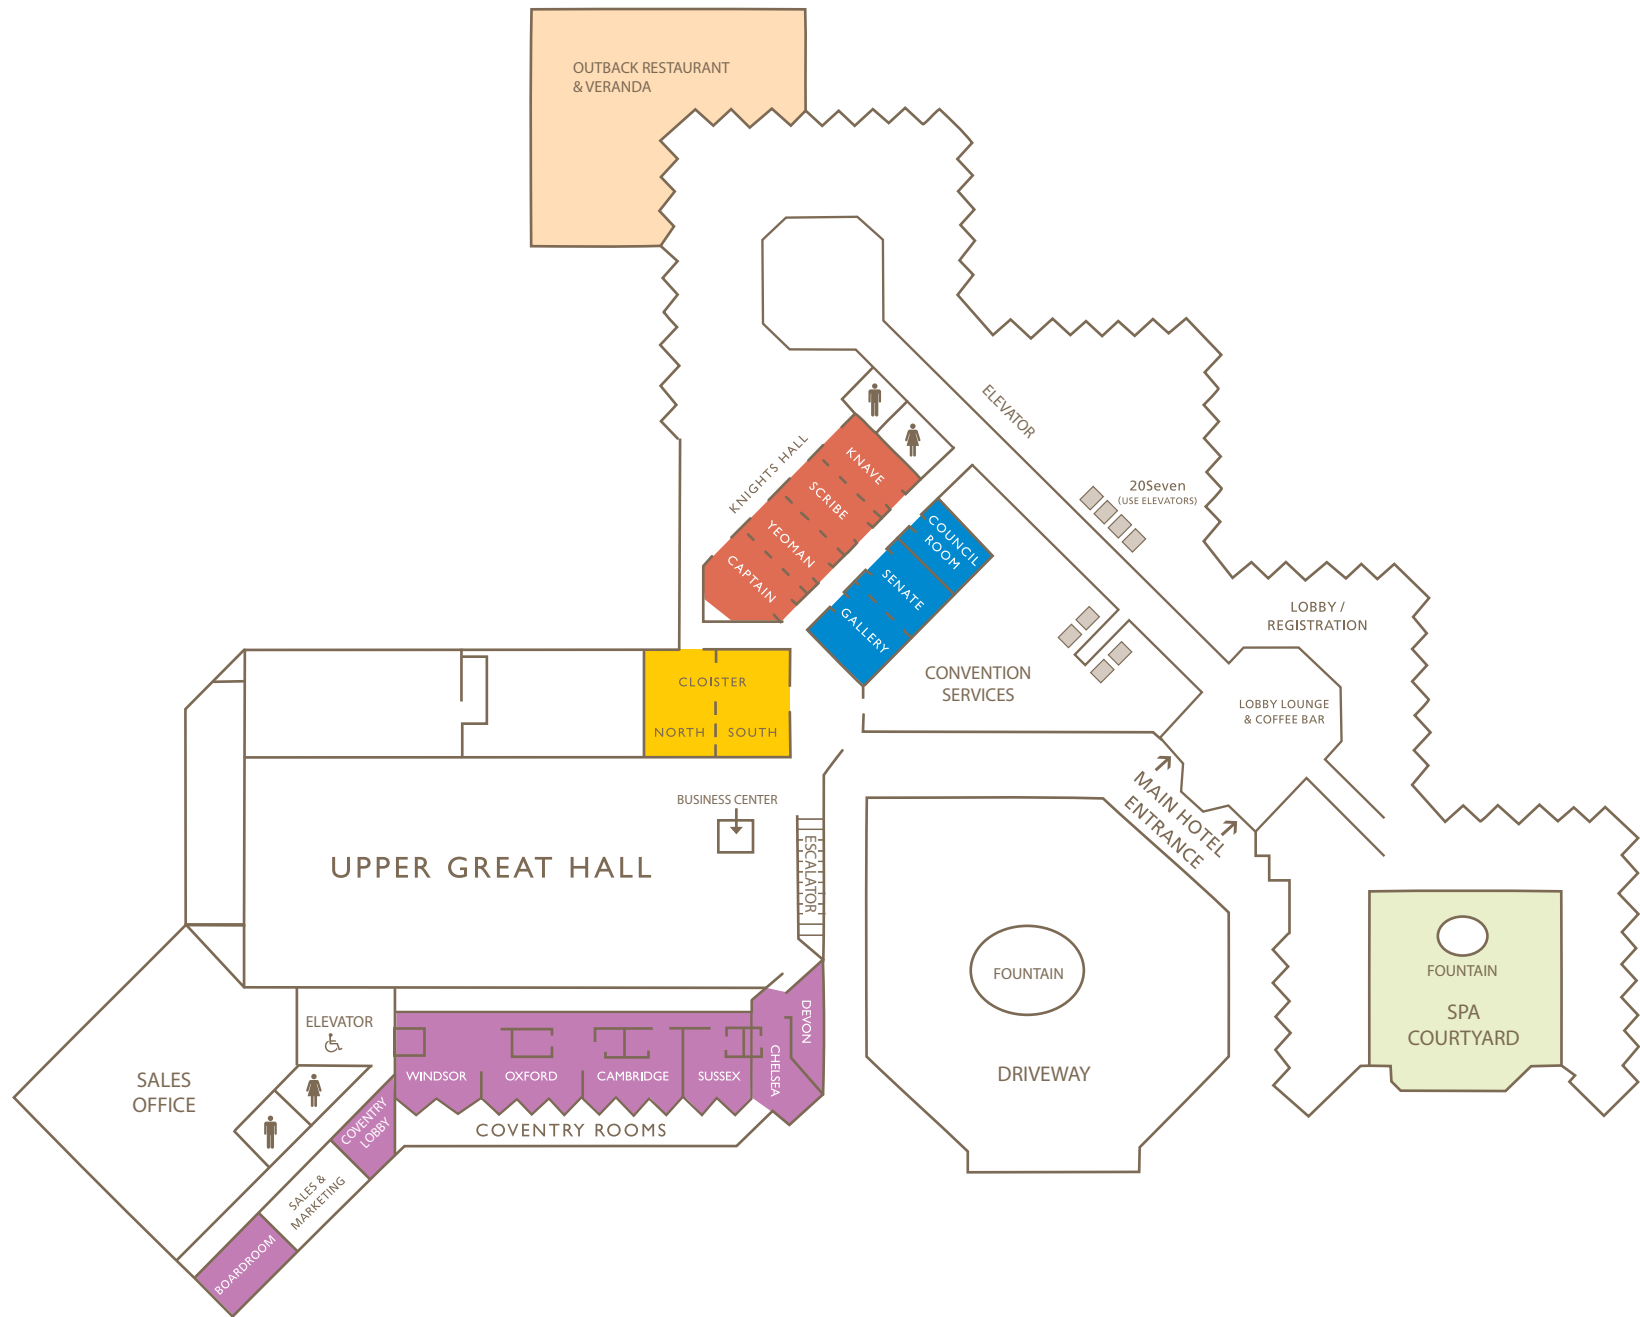 OUTBACK RESTAURANT
& VERANDA
ELEVATOR
KNIGHTS HALL
KNAVE
SCRIBE
YEOMAN
CAPTAIN
20Seven
(USE ELEVATORS)
COUNCIL
ROOM
SENATE
GALLERY
LOBBY /
REGISTRATION
CONVENTION
SERVICES
CLOISTER
NORTH
SOUTH
LOBBY LOUNGE
& COFFEE BAR
MAIN HOTEL
ENTRANCE
BUSINESS CENTER
UPPER GREAT HALL
ESCALATOR
FOUNTAIN
FOUNTAIN
SPA
COURTYARD
DRIVEWAY
ELEVATOR
DEVON
CHELSEA
WINDSOR
OXFORD
CAMBRIDGE
SUSSEX
COVENTRY ROOMS
SALES
OFFICE
COVENTRY
LOBBY
SALES &
MARKETING
BOARDROOM